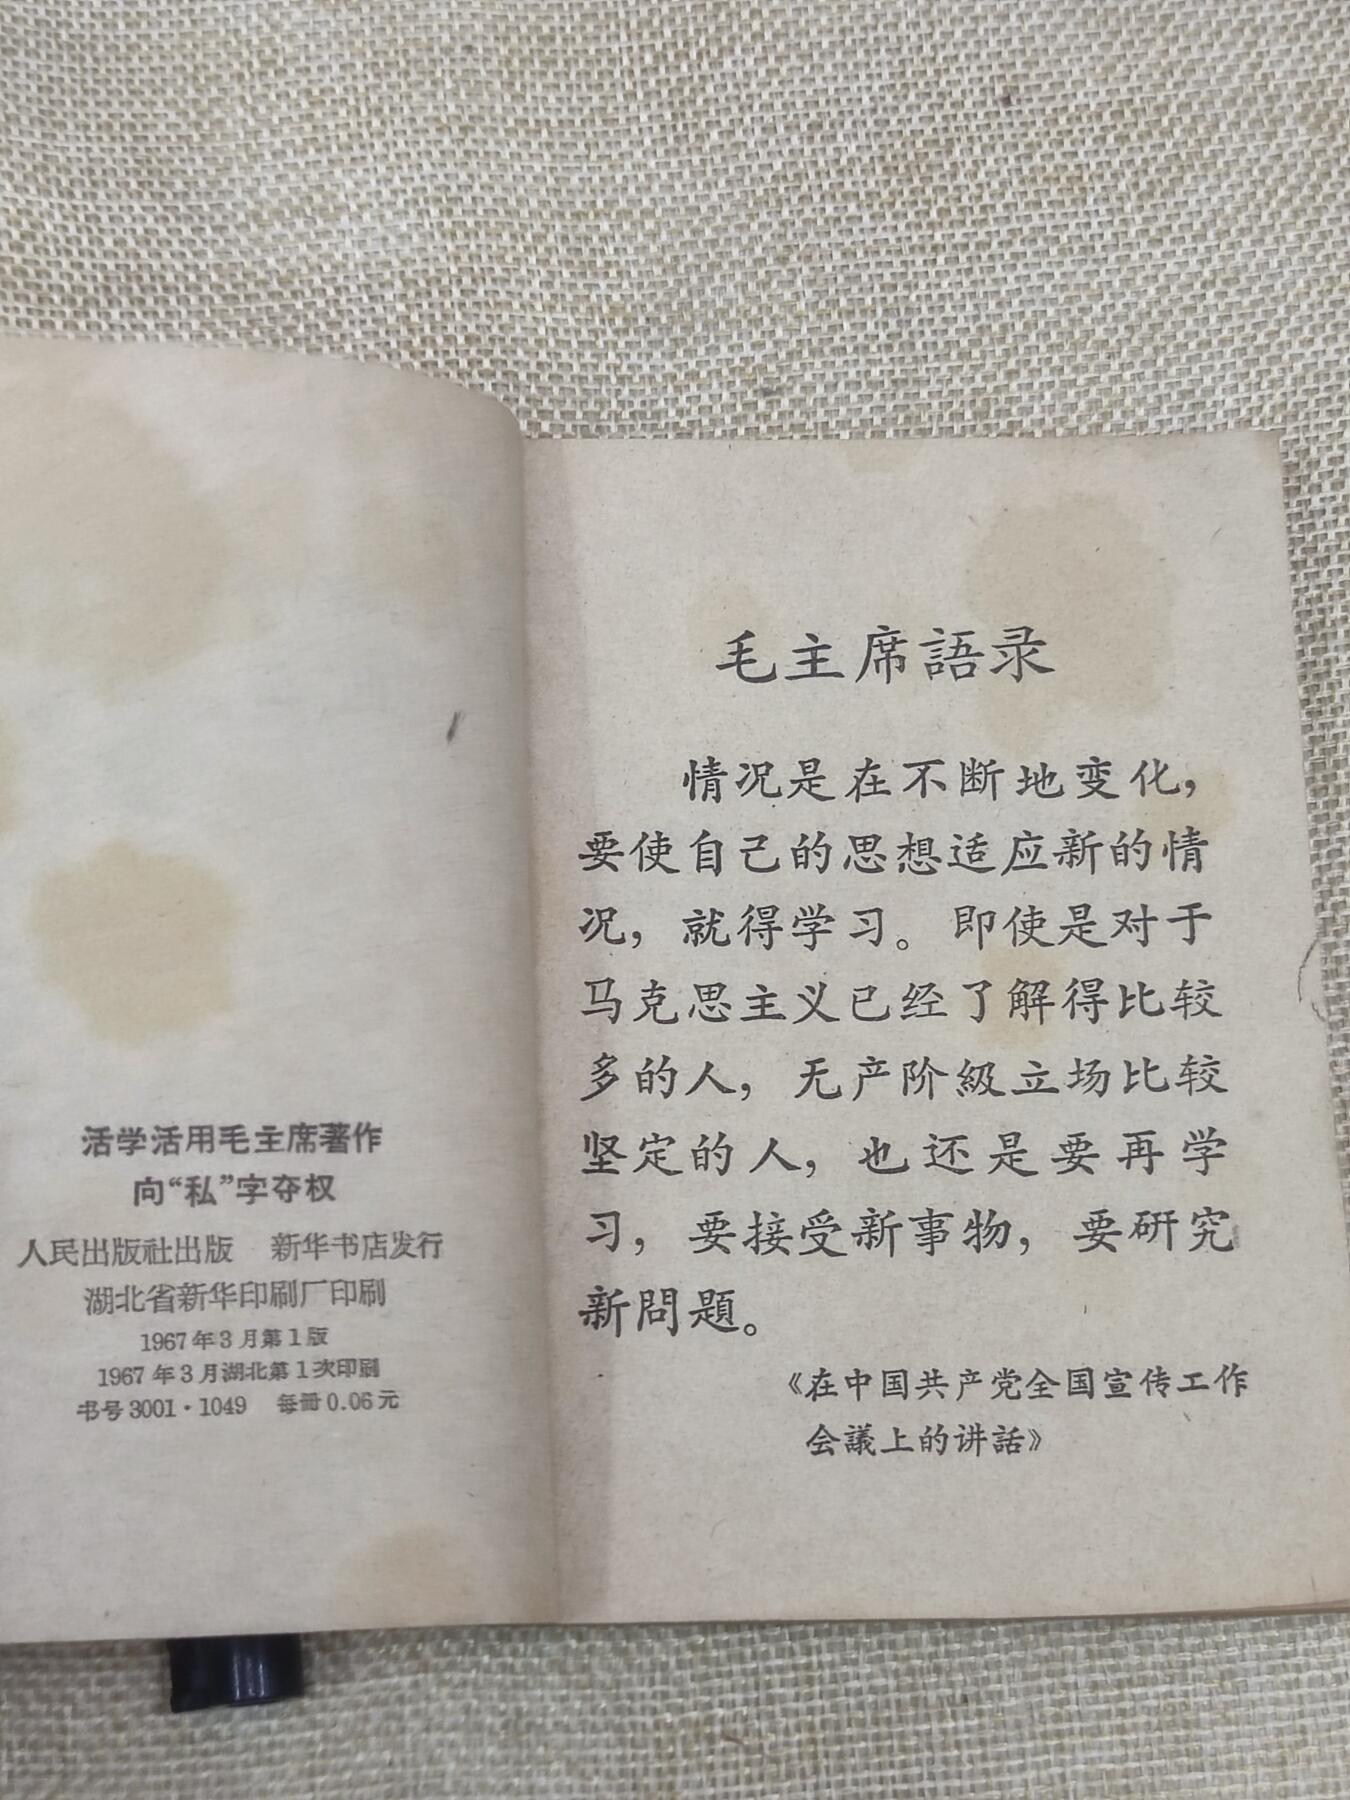 活学活用毛主席著作
向“私”字夺权
人民出版社出版　新华书店发行
湖北省新华印刷厂印刷
1967年3月第1版
1967年3月湖北第1次印刷
书号3001·1049　每冊0.06元
毛主席語录
情况是在不断地变化，
要使自己的思想适应新的情
况，就得学习。即使是对于
马克思主义已经了解得比较
多的人，无产阶級立场比较
坚定的人，也还是要再学
习，要接受新事物，要研究
新問題。
《在中国共产党全国宣传工作
会議上的讲話》